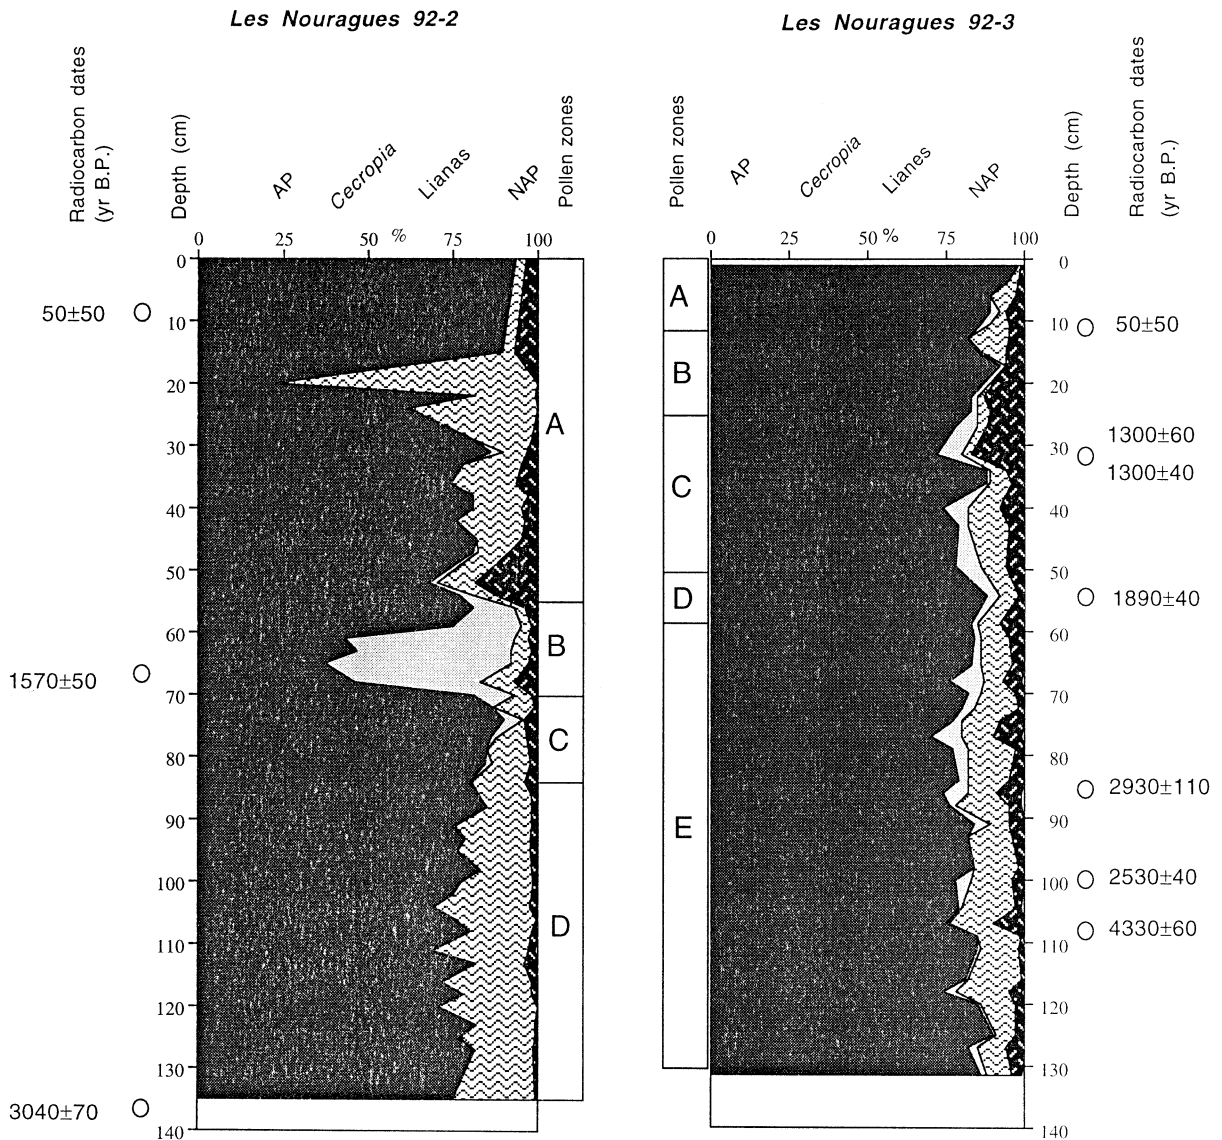 Les Nouragues 92-2
Radiocarbon dates
(yr B.P.)
Depth (cm)
AP
Cecropia
Lianas
NAP
Pollen zones
0 25 50 % 75 100
0
10
20
30
40
50
60
70
80
90
100
110
120
130
140
50±50
1570±50
3040±70
A
B
C
D
Les Nouragues 92-3
Pollen zones
AP
Cecropia
Lianes
NAP
Depth (cm)
Radiocarbon dates
(yr B.P.)
0 25 50 % 75 100
A
B
C
D
E
0
10
20
30
40
50
60
70
80
90
100
110
120
130
140
50±50
1300±60
1300±40
1890±40
2930±110
2530±40
4330±60